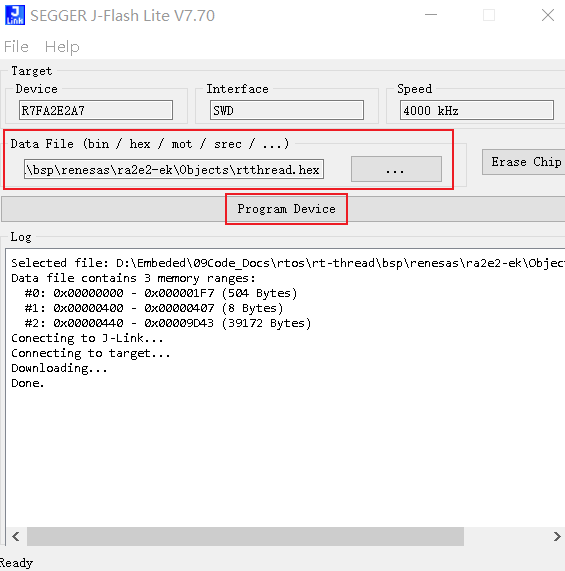 J Link SEGGER J-Flash Lite V7.70
File Help
Target
Device Interface Speed
R7FA2E2A7 SWD 4000 kHz
Data File (bin / hex / mot / srec / ...)
\bsp\renesas\ra2e2-ek\Objects\rtthread.hex ... Erase Chip
Program Device
Log
Selected file: D:\Embeded\09Code_Docs\rtos\rt-thread\bsp\renesas\ra2e2-ek\Objec
Data file contains 3 memory ranges:
#0: 0x00000000 - 0x000001F7 (504 Bytes)
#1: 0x00000400 - 0x00000407 (8 Bytes)
#2: 0x00000440 - 0x00009D43 (39172 Bytes)
Conecting to J-Link...
Connecting to target...
Downloading...
Done.
Ready